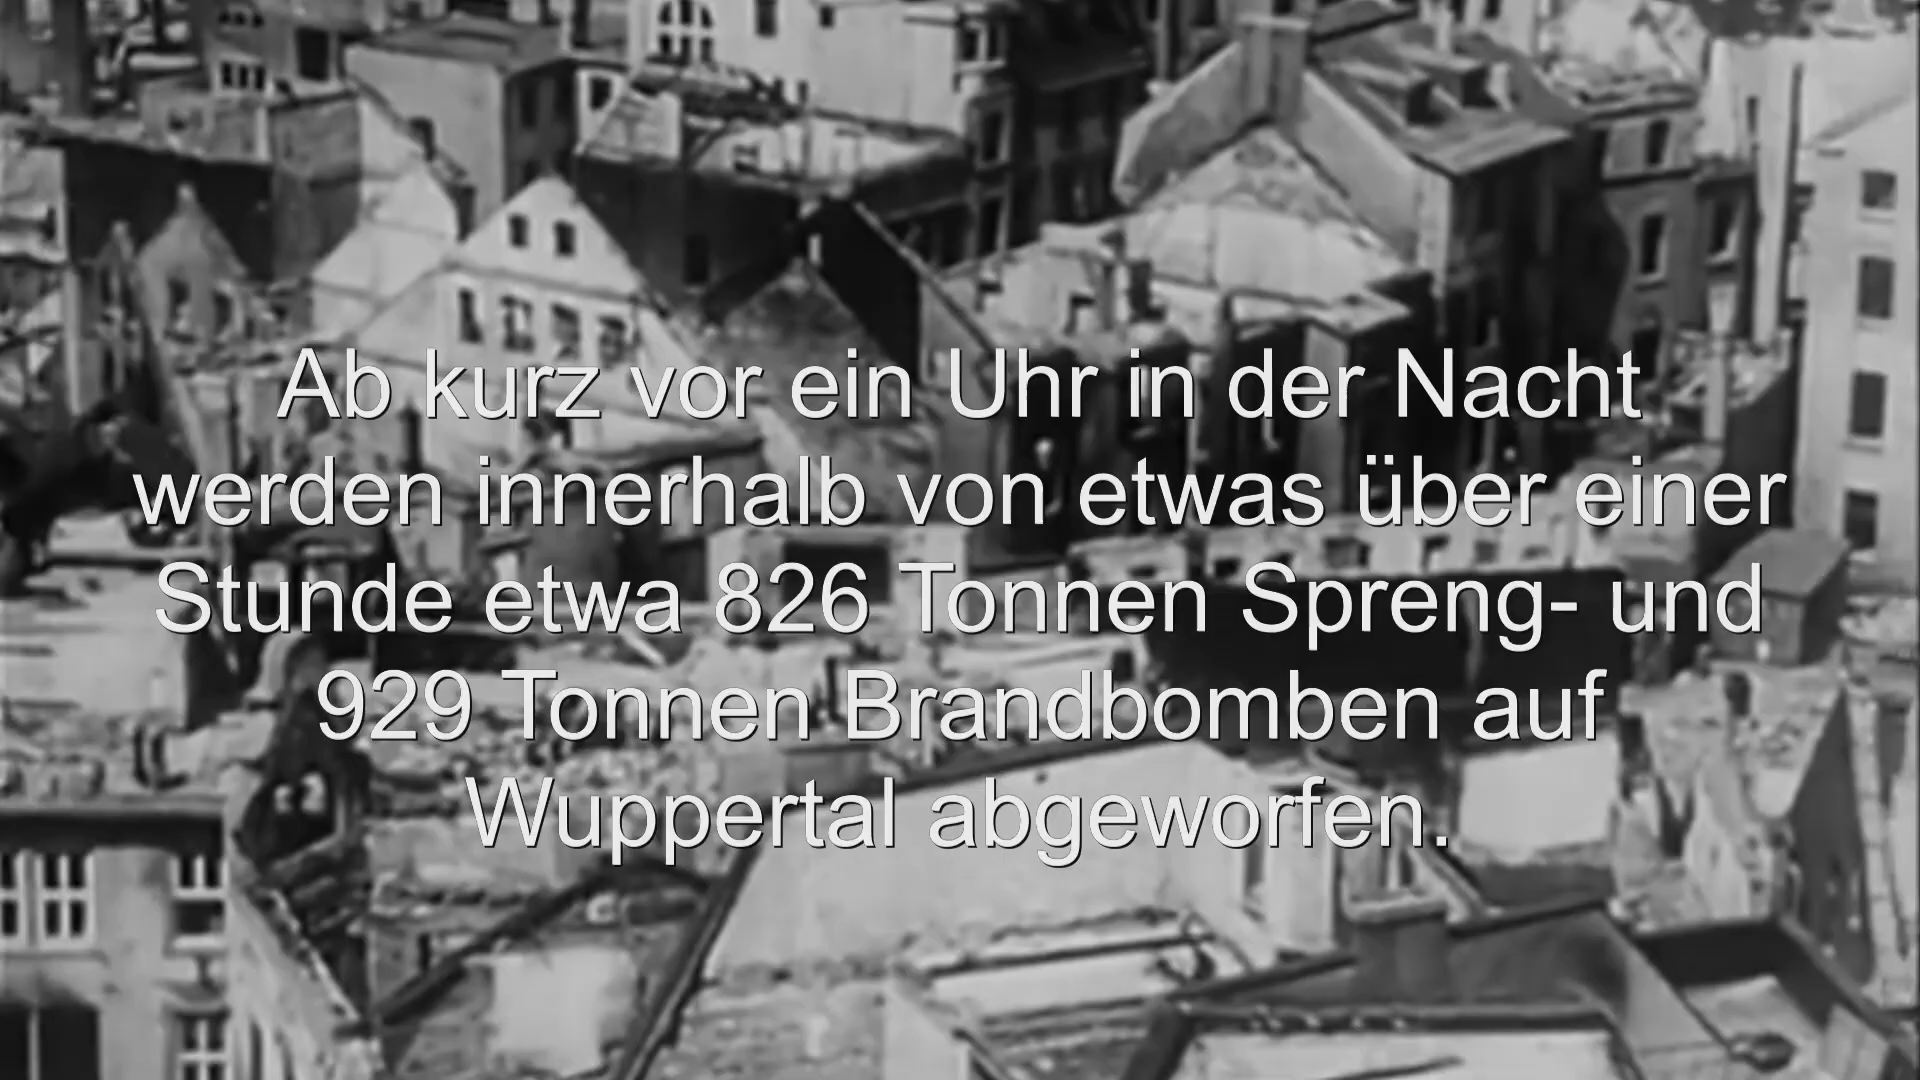 Ab kurz vor ein Uhr in der Nacht
werden innerhalb von etwas über einer
Stunde etwa 826 Tonnen Spreng- und
929 Tonnen Brandbomben auf
Wuppertal abgeworfen.